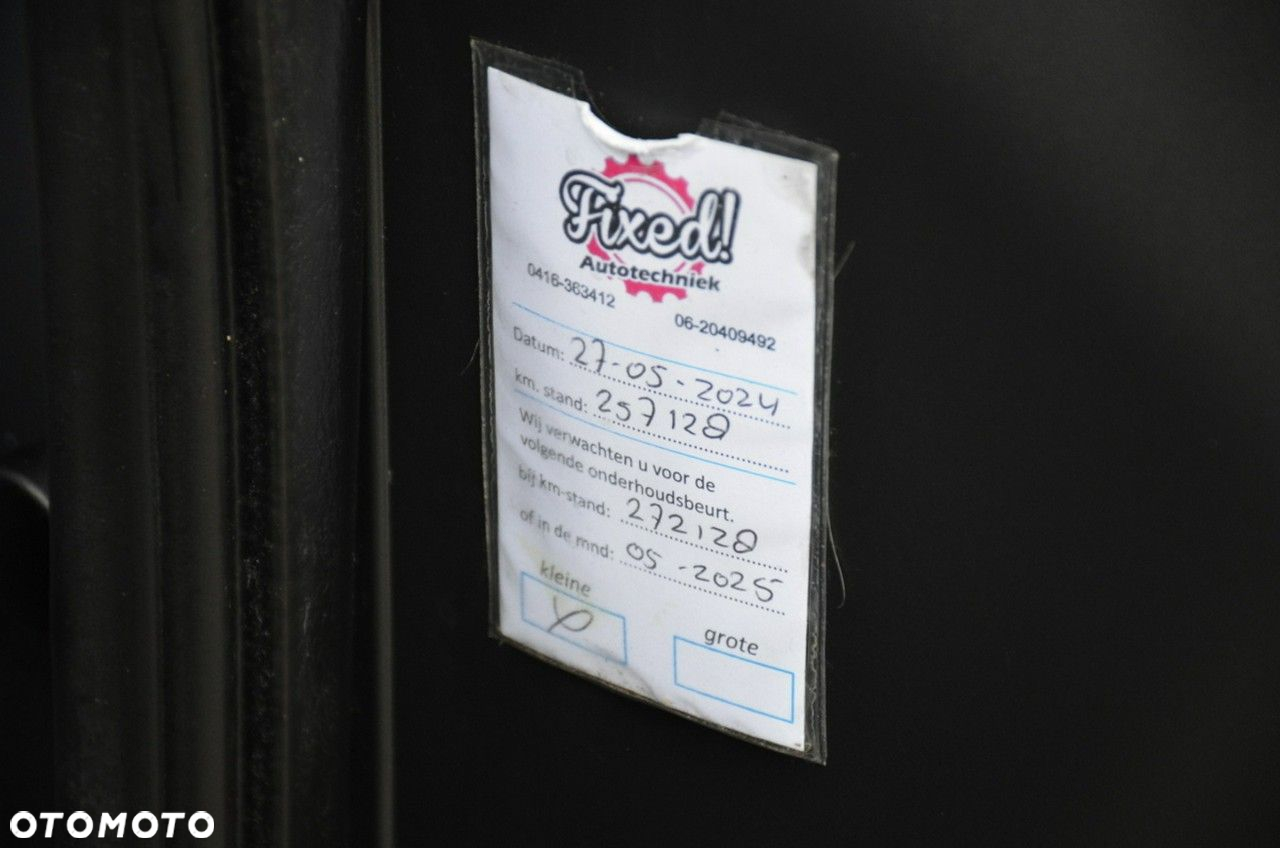 Fixed!
Autotechniek
0416-363412
06-20409492
Datum: 27-05-2024
km. stand: 257128
Wij verwachten u voor de
volgende onderhoudsbeurt.
bij km-stand: 272128
of in de mnd: 05-2025
kleine
grote
OTOMOTO